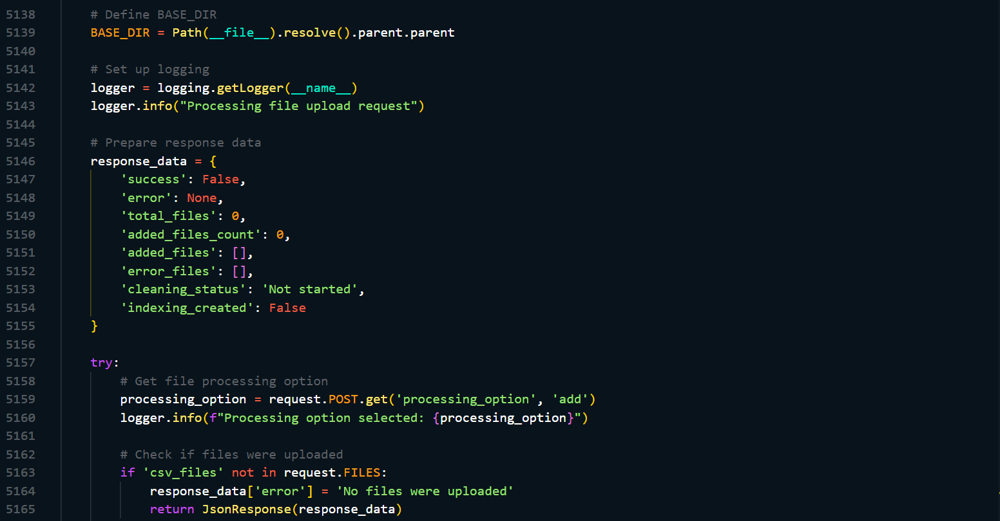 5138 # Define BASE_DIR
5139 BASE_DIR = Path(__file__).resolve().parent.parent
5140
5141 # Set up logging
5142 logger = logging.getLogger(__name__)
5143 logger.info("Processing file upload request")
5144
5145 # Prepare response data
5146 response_data = {
5147     'success': False,
5148     'error': None,
5149     'total_files': 0,
5150     'added_files_count': 0,
5151     'added_files': [],
5152     'error_files': [],
5153     'cleaning_status': 'Not started',
5154     'indexing_created': False
5155 }
5156
5157 try:
5158     # Get file processing option
5159     processing_option = request.POST.get('processing_option', 'add')
5160     logger.info(f"Processing option selected: {processing_option}")
5161
5162     # Check if files were uploaded
5163     if 'csv_files' not in request.FILES:
5164         response_data['error'] = 'No files were uploaded'
5165         return JsonResponse(response_data)